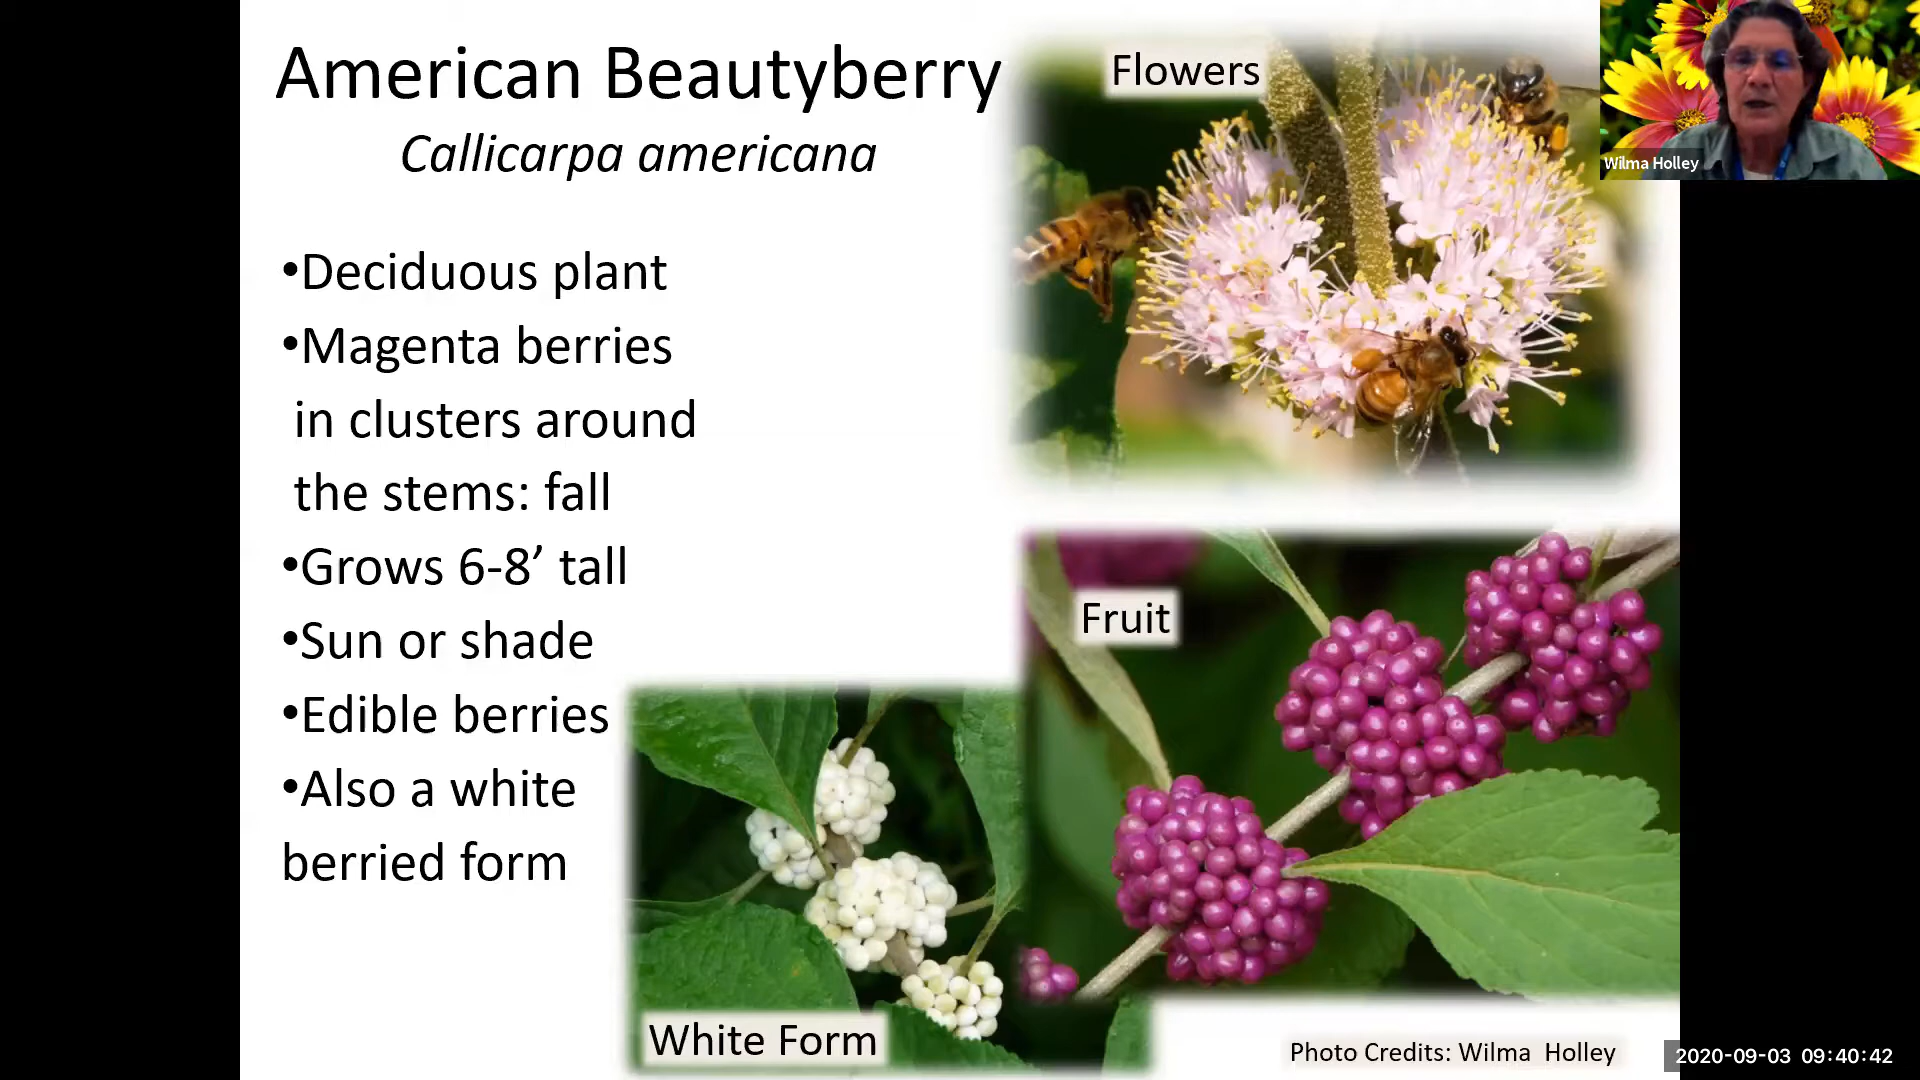 American Beautyberry
Callicarpa americana
•Deciduous plant
•Magenta berries
in clusters around
the stems: fall
•Grows 6-8’ tall
•Sun or shade
•Edible berries
•Also a white
berried form
Flowers
Fruit
White Form
Photo Credits: Wilma Holley
Wilma Holley
2020-09-03 09:40:42